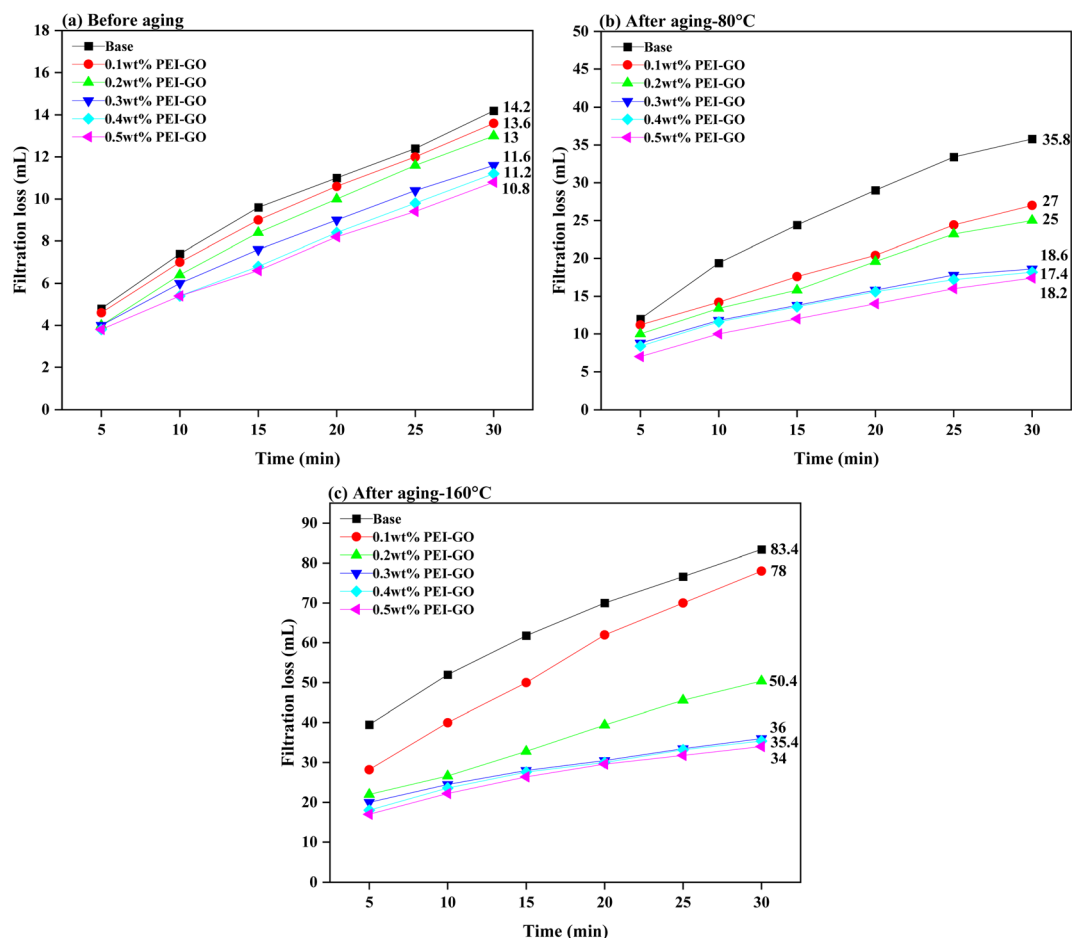 (a) Before aging
18
16
14
12
10
8
6
4
2
0
Filtration loss (mL)
Base
0.1wt% PEI-GO
0.2wt% PEI-GO
0.3wt% PEI-GO
0.4wt% PEI-GO
0.5wt% PEI-GO
14.2
13.6
13
11.6
11.2
10.8
5 10 15 20 25 30
Time (min)
(b) After aging-80°C
50
45
40
35
30
25
20
15
10
5
0
Filtration loss (mL)
Base
0.1wt% PEI-GO
0.2wt% PEI-GO
0.3wt% PEI-GO
0.4wt% PEI-GO
0.5wt% PEI-GO
35.8
27
25
18.6
17.4
18.2
5 10 15 20 25 30
Time (min)
(c) After aging-160°C
90
80
70
60
50
40
30
20
10
0
Filtration loss (mL)
Base
0.1wt% PEI-GO
0.2wt% PEI-GO
0.3wt% PEI-GO
0.4wt% PEI-GO
0.5wt% PEI-GO
83.4
78
50.4
36
35.4
34
5 10 15 20 25 30
Time (min)